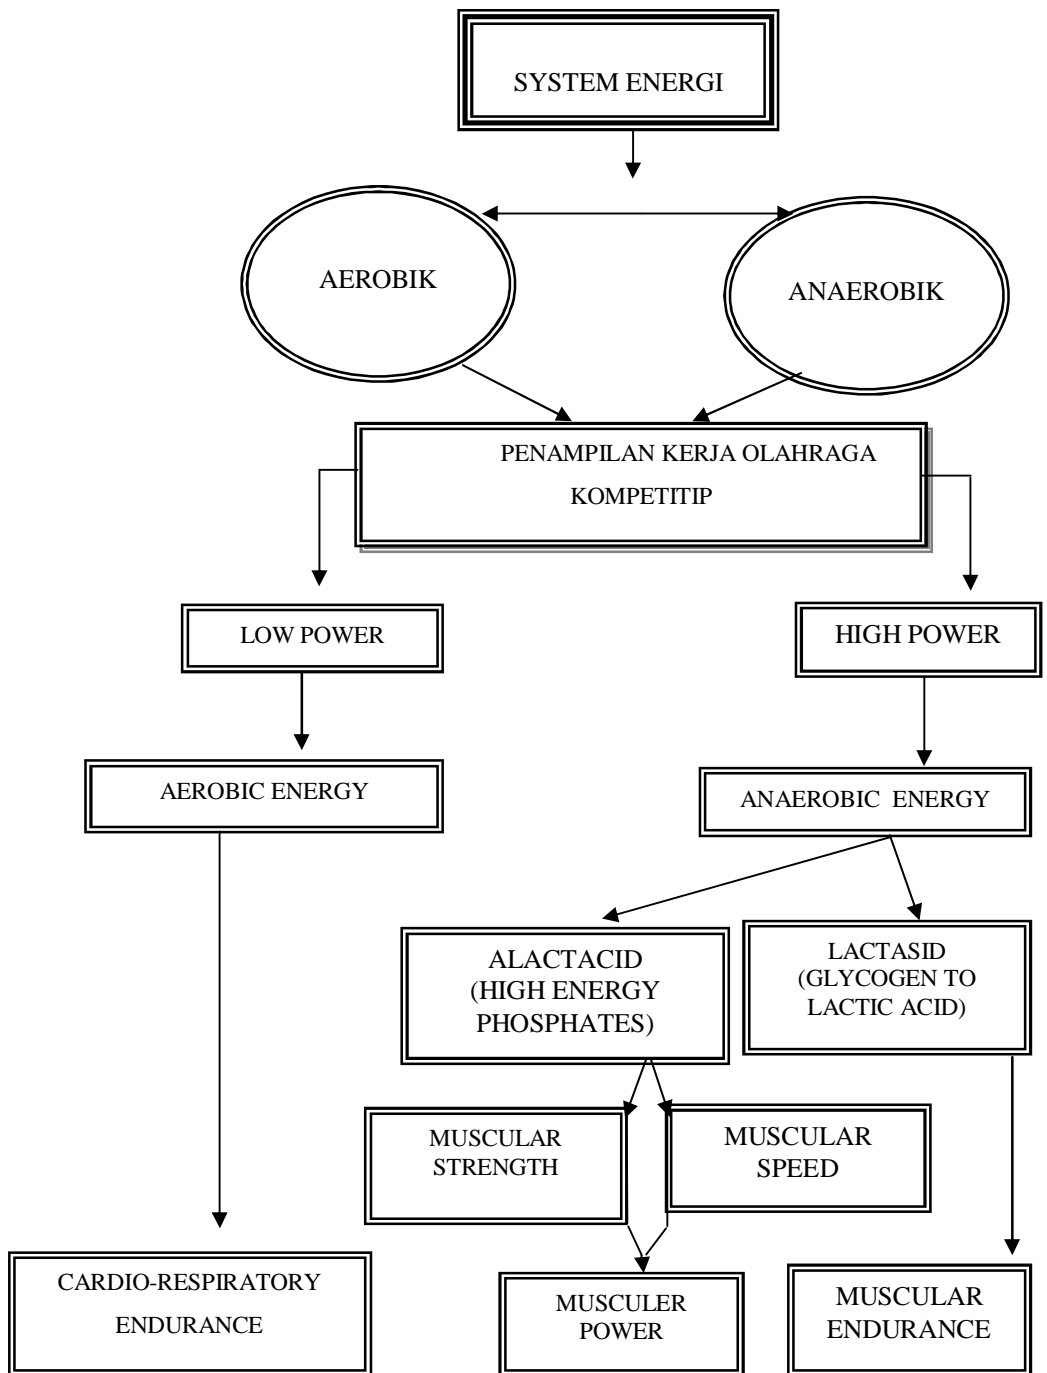 SYSTEM ENERGI
AEROBIK
ANAEROBIK
PENAMPILAN KERJA OLAHRAGA
KOMPETITIP
LOW POWER
HIGH POWER
AEROBIC ENERGY
ANAEROBIC ENERGY
ALACTACID
(HIGH ENERGY
PHOSPHATES)
LACTASID
(GLYCOGEN TO
LACTIC ACID)
MUSCULAR
STRENGTH
MUSCULAR
SPEED
CARDIO-RESPIRATORY
ENDURANCE
MUSCULER
POWER
MUSCULAR
ENDURANCE